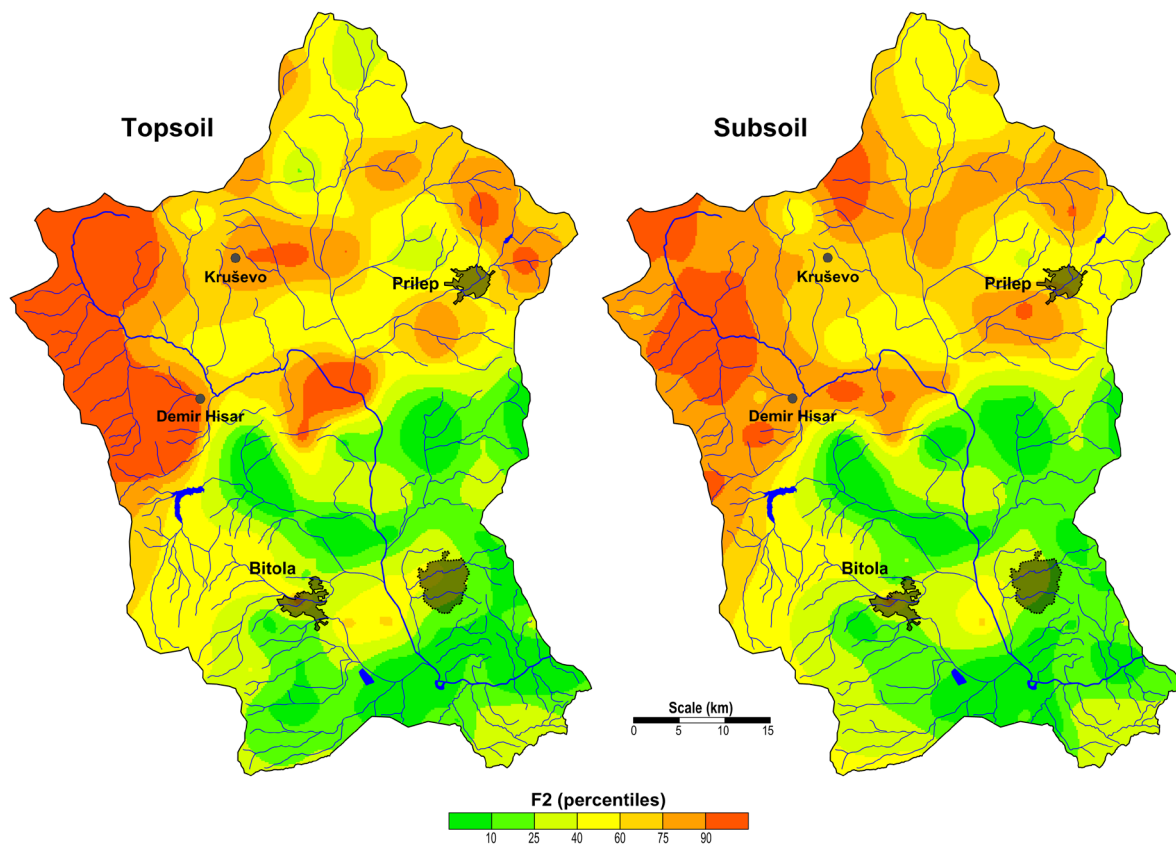 Topsoil
Subsoil
Kruševo
Prilep
Kruševo
Prilep
Demir Hisar
Demir Hisar
Bitola
Bitola
Scale (km)
0 5 10 15
F2 (percentiles)
10 25 40 60 75 90